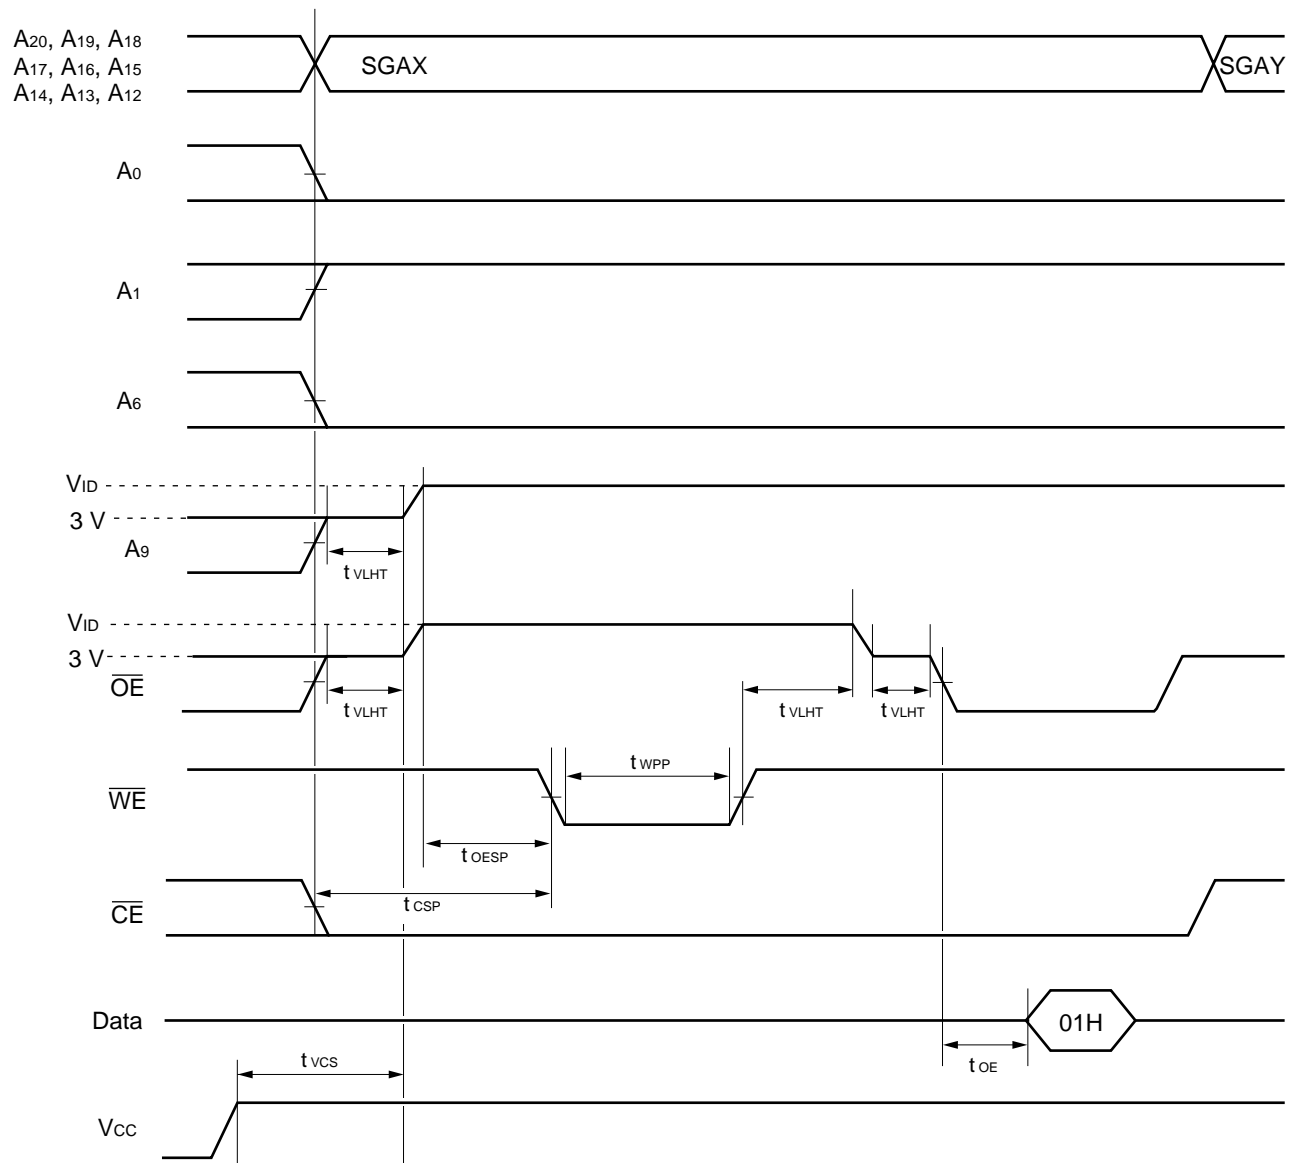 A20, A19, A18
A17, A16, A15
A14, A13, A12
SGAX
SGAY
A0
A1
A6
VID
3 V
A9
t VLHT
VID
3 V
OE
t VLHT
t VLHT
t VLHT
t WPP
WE
t OESP
t CSP
CE
Data
01H
t VCS
t OE
VCC